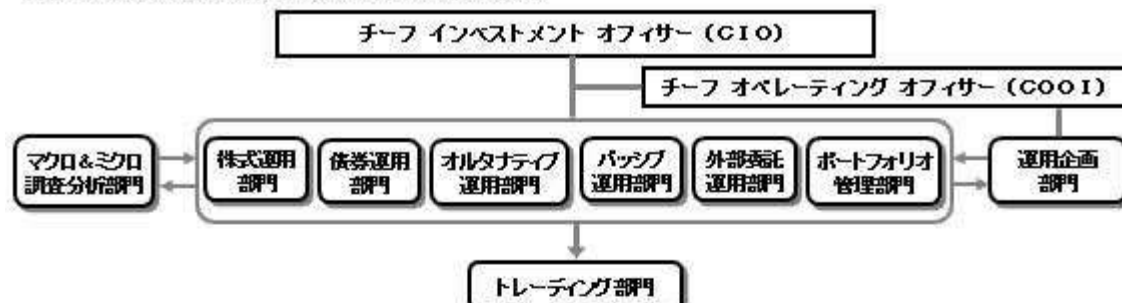 チーフ インベストメント オフィサー (CIO)
チーフ オペレーティング オフィサー (COOI)
マクロ&ミクロ
調査分析部門
株式運用
部門
債券運用
部門
オルタナティブ
運用部門
パッシブ
運用部門
外部委託
運用部門
ポートフォリオ
管理部門
運用企画
部門
トレーディング部門